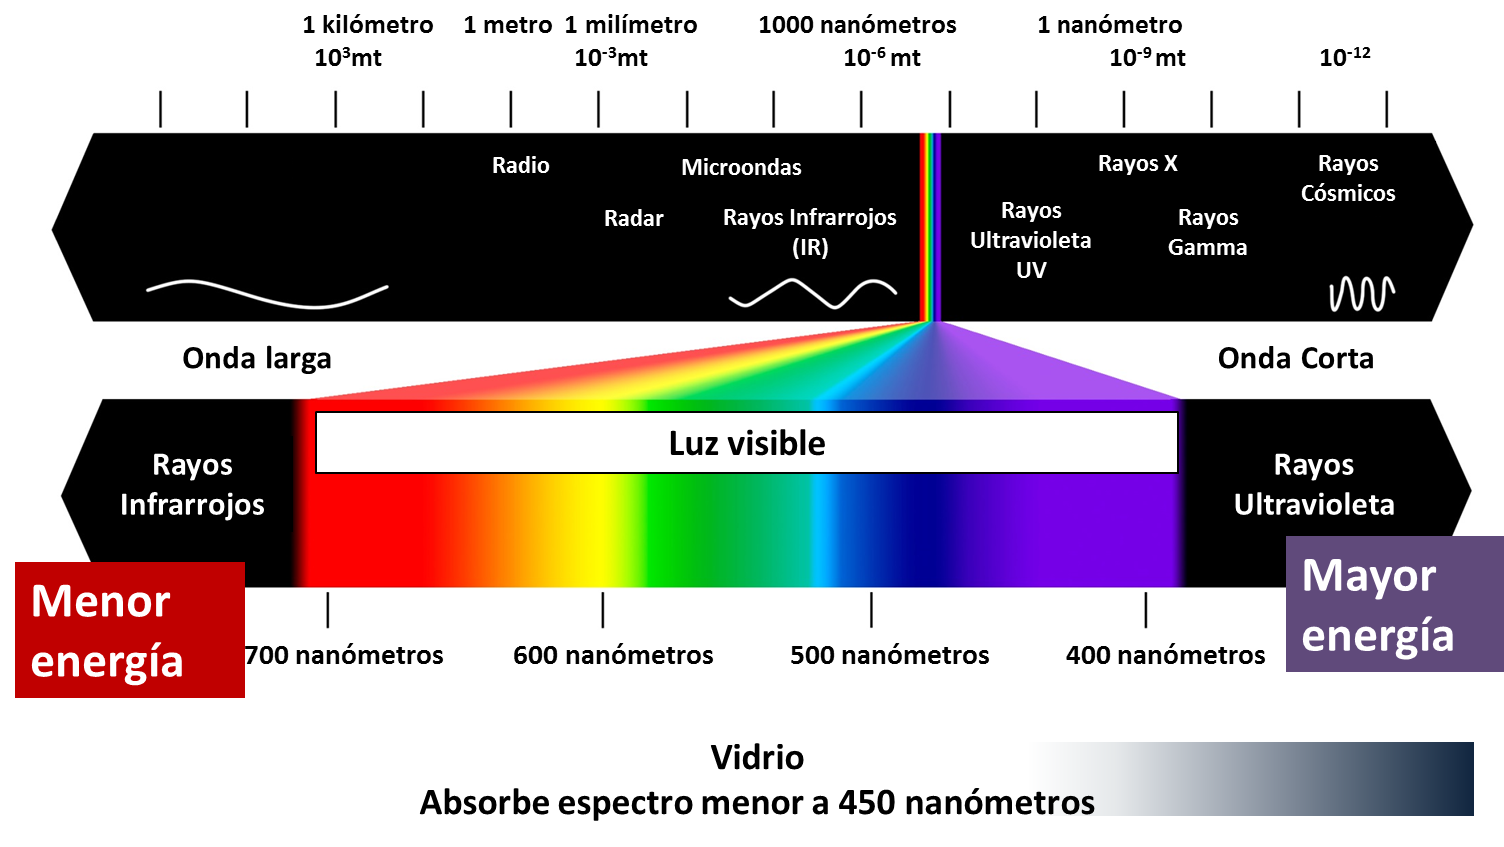 1 kilómetro 1 metro 1 milímetro 1000 nanómetros 1 nanómetro
10³mt 10⁻³mt 10⁻⁶ mt 10⁻⁹ mt 10⁻¹²
Radio
Microondas
Radar
Rayos Infrarrojos
(IR)
Rayos
Ultravioleta
UV
Rayos X
Rayos
Gamma
Rayos
Cósmicos
Onda larga
Onda Corta
Rayos
Infrarrojos
Luz visible
Rayos
Ultravioleta
Menor
energía
Mayor
energía
700 nanómetros 600 nanómetros 500 nanómetros 400 nanómetros
Vidrio
Absorbe espectro menor a 450 nanómetros